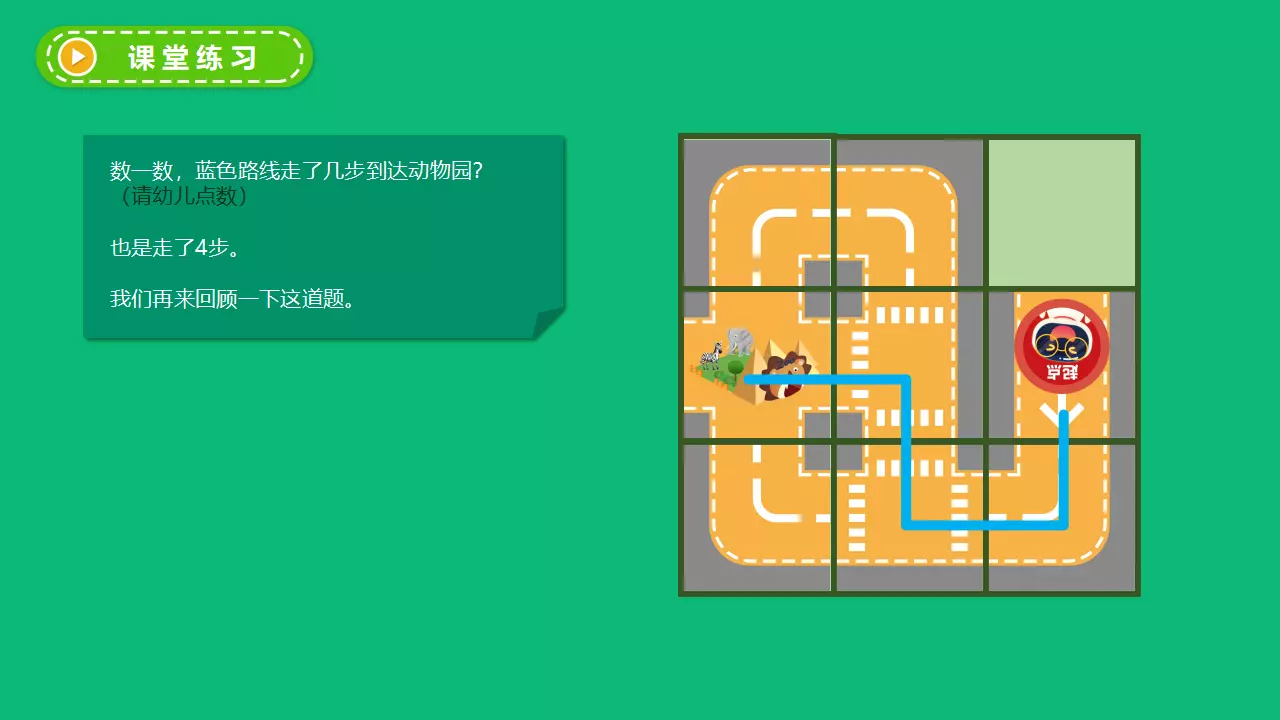 课堂练习
数一数，蓝色路线走了几步到达动物园？
（请幼儿点数）
也是走了4步。
我们再来回顾一下这道题。
起点